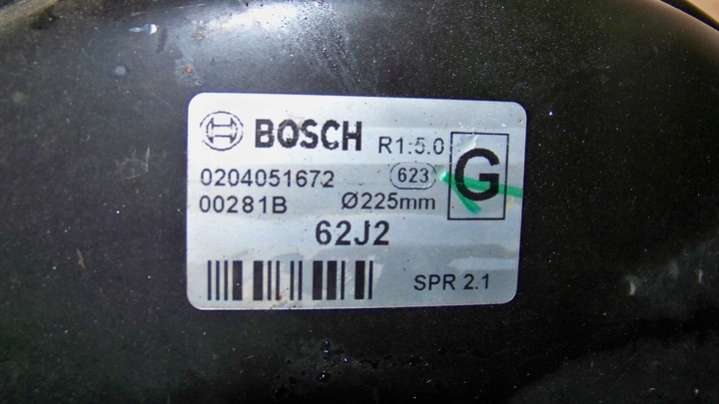 BOSCH R1:5.0
G
0204051672 623
00281B Ø225mm
62J2
SPR 2.1